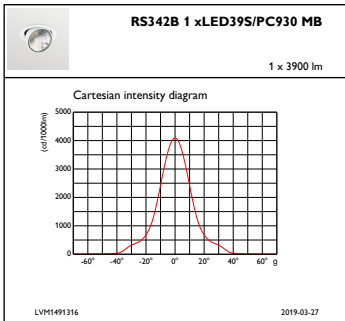 RS342B 1 xLED39S/PC930 MB
1 x 3900 lm
Cartesian intensity diagram
(cd/1000lm)
5000
4000
3000
2000
1000
0
-60° -40° -20° 0° 20° 40° 60° g
LVM1491316 2019-03-27